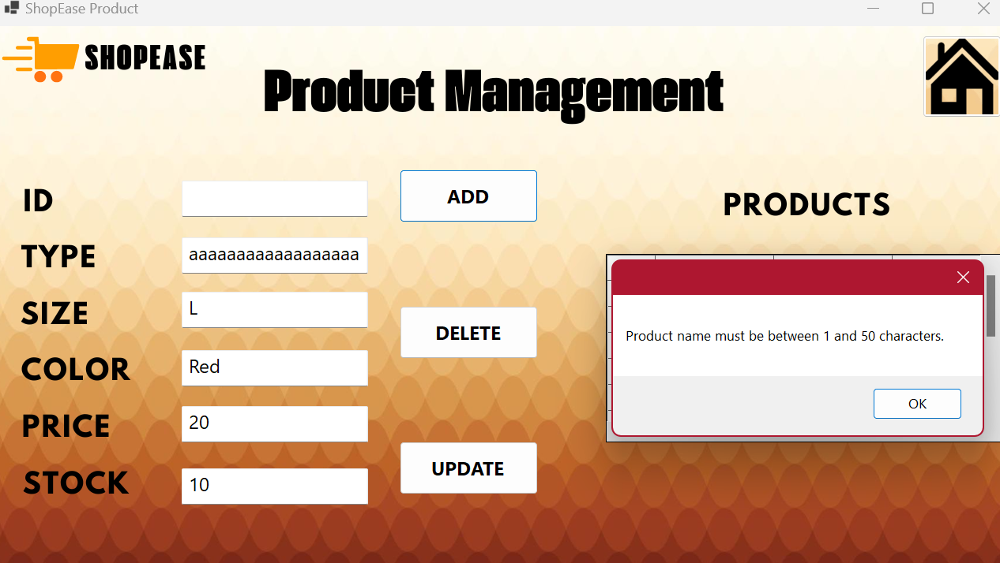 ShopEase Product
SHOPEASE
Product Management
ID
ADD
PRODUCTS
TYPE
aaaaaaaaaaaaaaaaaa
SIZE
L
DELETE
Product name must be between 1 and 50 characters.
COLOR
Red
OK
PRICE
20
UPDATE
STOCK
10